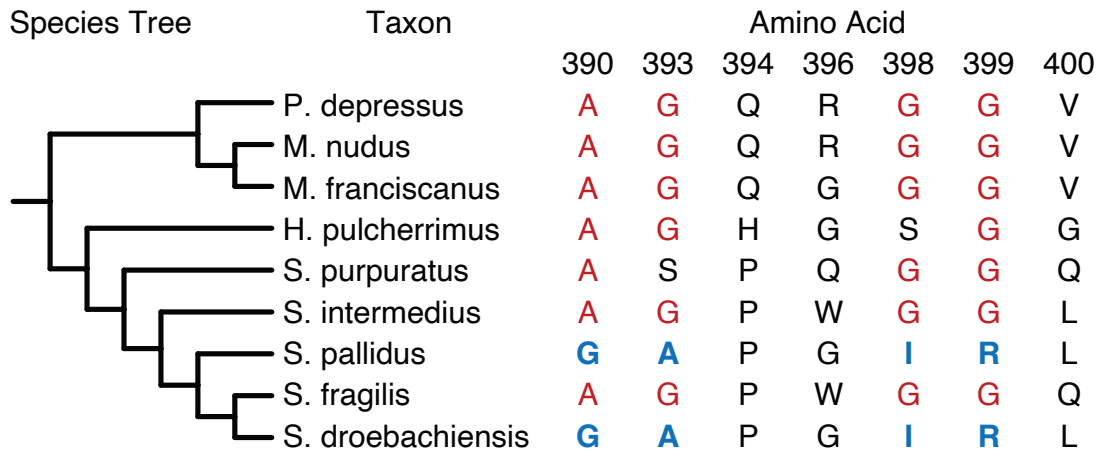 Species Tree Taxon Amino Acid
390 393 394 396 398 399 400
P. depressus A G Q R G G V
M. nudus A G Q R G G V
M. franciscanus A G Q G G G V
H. pulcherrimus A G H G S G G
S. purpuratus A S P Q G G Q
S. intermedius A G P W G G L
S. pallidus G A P G I R L
S. fragilis A G P W G G Q
S. droebachiensis G A P G I R L